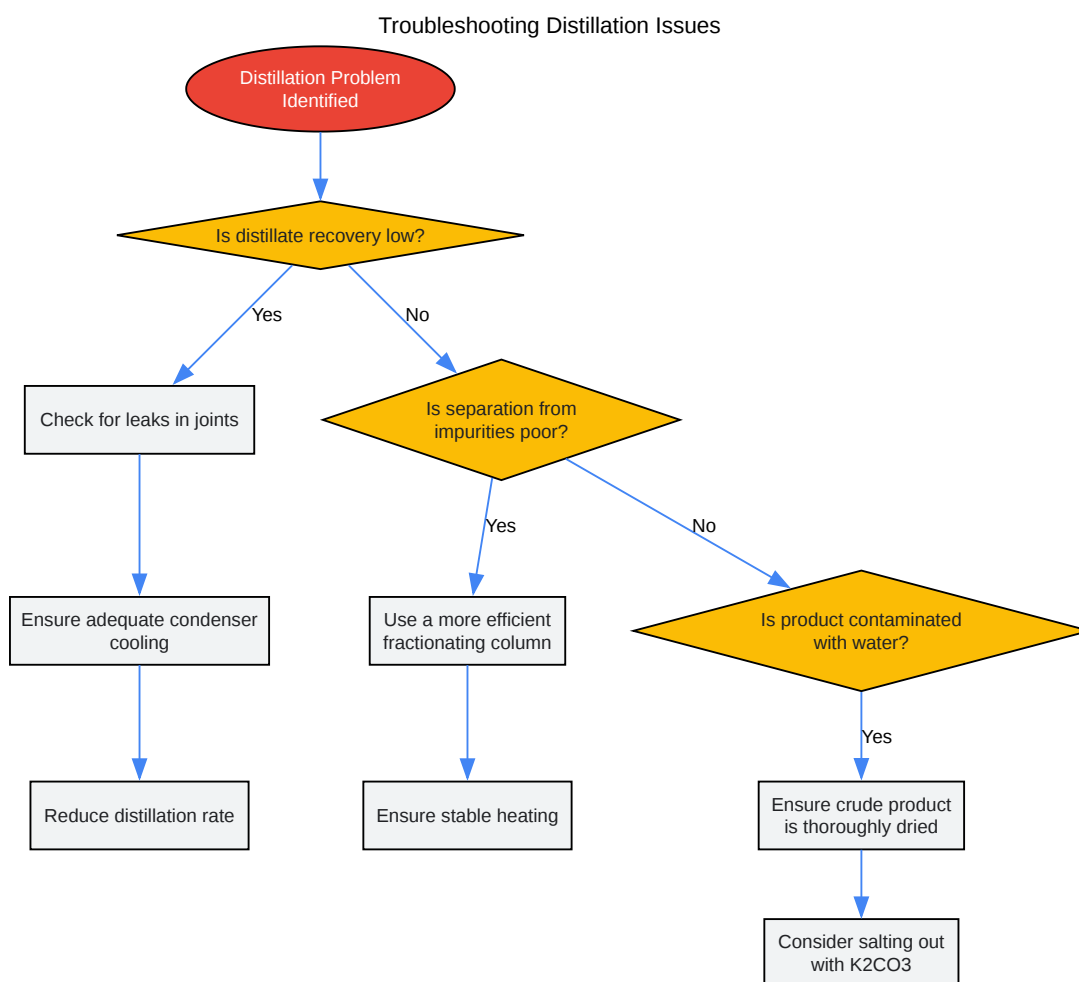 Troubleshooting Distillation Issues
Distillation Problem
Identified
Is distillate recovery low?
Yes
No
Check for leaks in joints
Is separation from
impurities poor?
Yes
No
Ensure adequate condenser
cooling
Use a more efficient
fractionating column
Is product contaminated
with water?
Yes
Reduce distillation rate
Ensure stable heating
Ensure crude product
is thoroughly dried
Consider salting out
with K2CO3